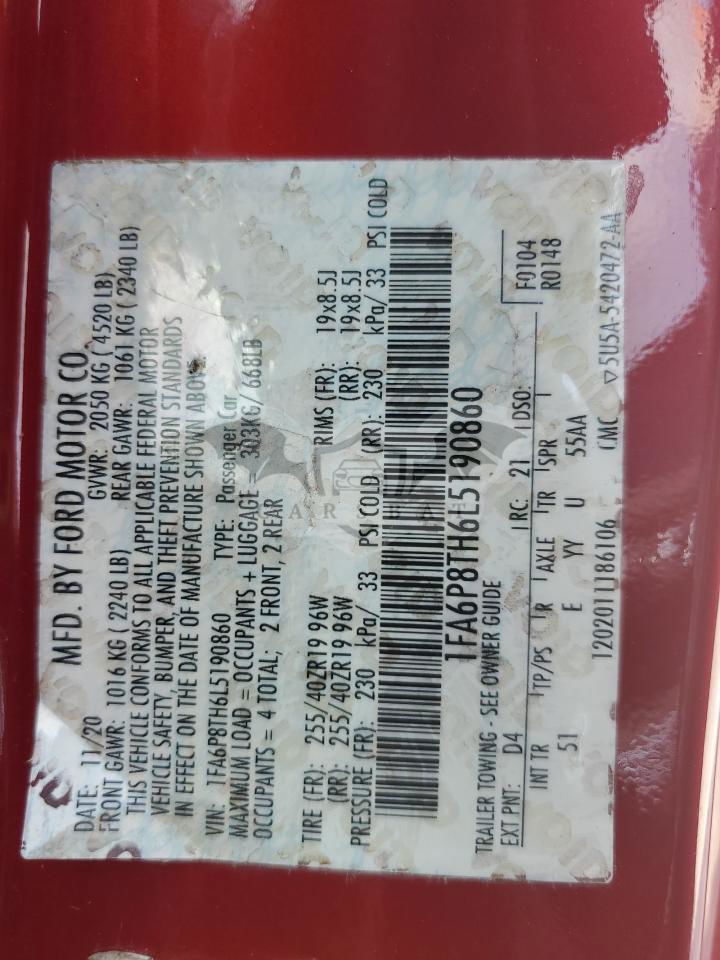 MFD. BY FORD MOTOR CO.
DATE: 11/20 GVWR: 2050 KG ( 4520 LB)
FRONT GAWR: 1016 KG ( 2240 LB) REAR GAWR: 1061 KG ( 2340 LB)
THIS VEHICLE CONFORMS TO ALL APPLICABLE FEDERAL MOTOR
VEHICLE SAFETY, BUMPER, AND THEFT PREVENTION STANDARDS
IN EFFECT ON THE DATE OF MANUFACTURE SHOWN ABOVE.
VIN: 1FA6P8TH6L5190860 TYPE: Passenger Car
MAXIMUM LOAD = OCCUPANTS + LUGGAGE = 303KG/ 668LB
OCCUPANTS = 4 TOTAL; 2 FRONT, 2 REAR
TIRE (FR): 255/40ZR19 96W RIMS (FR): 19x8.5J
(RR): 255/40ZR19 96W (RR): 19x8.5J
PRESSURE (FR): 230 kPa/ 33 PSI COLD (RR): 230 kPa/ 33 PSI COLD
1FA6P8TH6L5190860
TRAILER TOWING - SEE OWNER GUIDE F0104
EXT PNT: D4 RC: 21 DSO: R0148
INT TR TP/PS R AXLE TR SPR
51 E YY U 55AA
1202011J86106 CMC ▽5U5A-5420472-AA